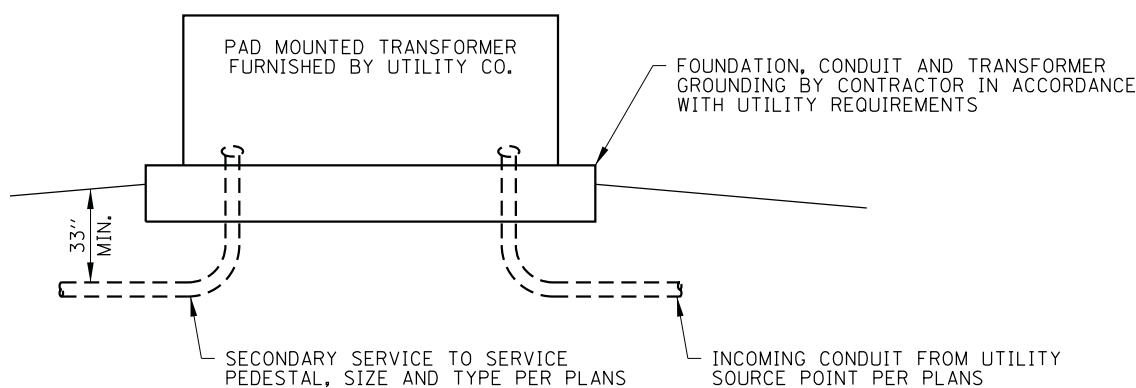 PAD MOUNTED TRANSFORMER
FURNISHED BY UTILITY CO.
FOUNDATION, CONDUIT AND TRANSFORMER
GROUNDING BY CONTRACTOR IN ACCORDANCE
WITH UTILITY REQUIREMENTS
33"
MIN.
SECONDARY SERVICE TO SERVICE
PEDESTAL, SIZE AND TYPE PER PLANS
INCOMING CONDUIT FROM UTILITY
SOURCE POINT PER PLANS